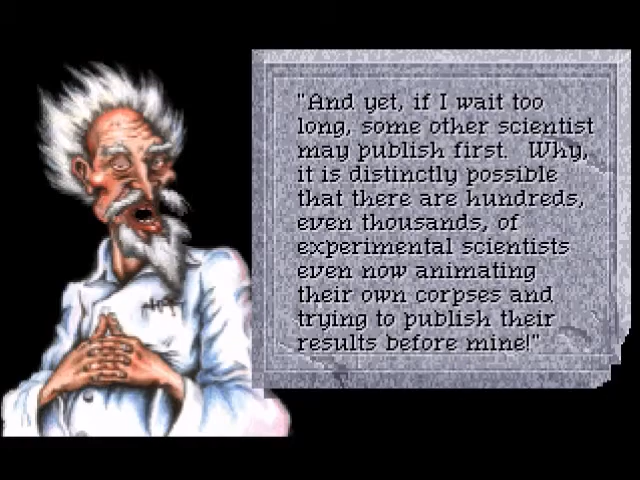 "And yet, if I wait too
long, some other scientist
may publish first.  Why,
it is distinctly possible
that there are hundreds,
even thousands, of
experimental scientists
even now animating
their own corpses and
trying to publish their
results before mine!"